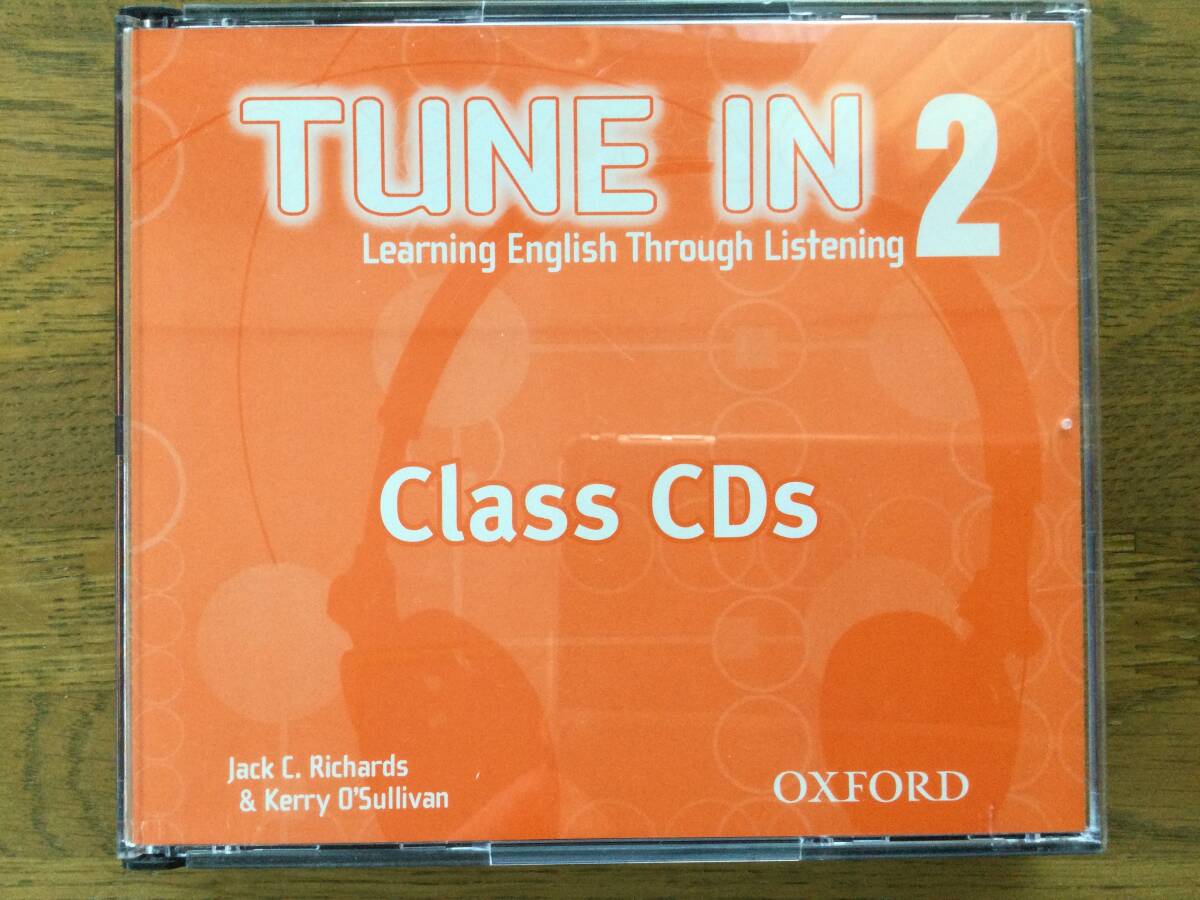 TUNE IN 2
Learning English Through Listening
Class CDs
Jack C. Richards
& Kerry O'Sullivan
OXFORD